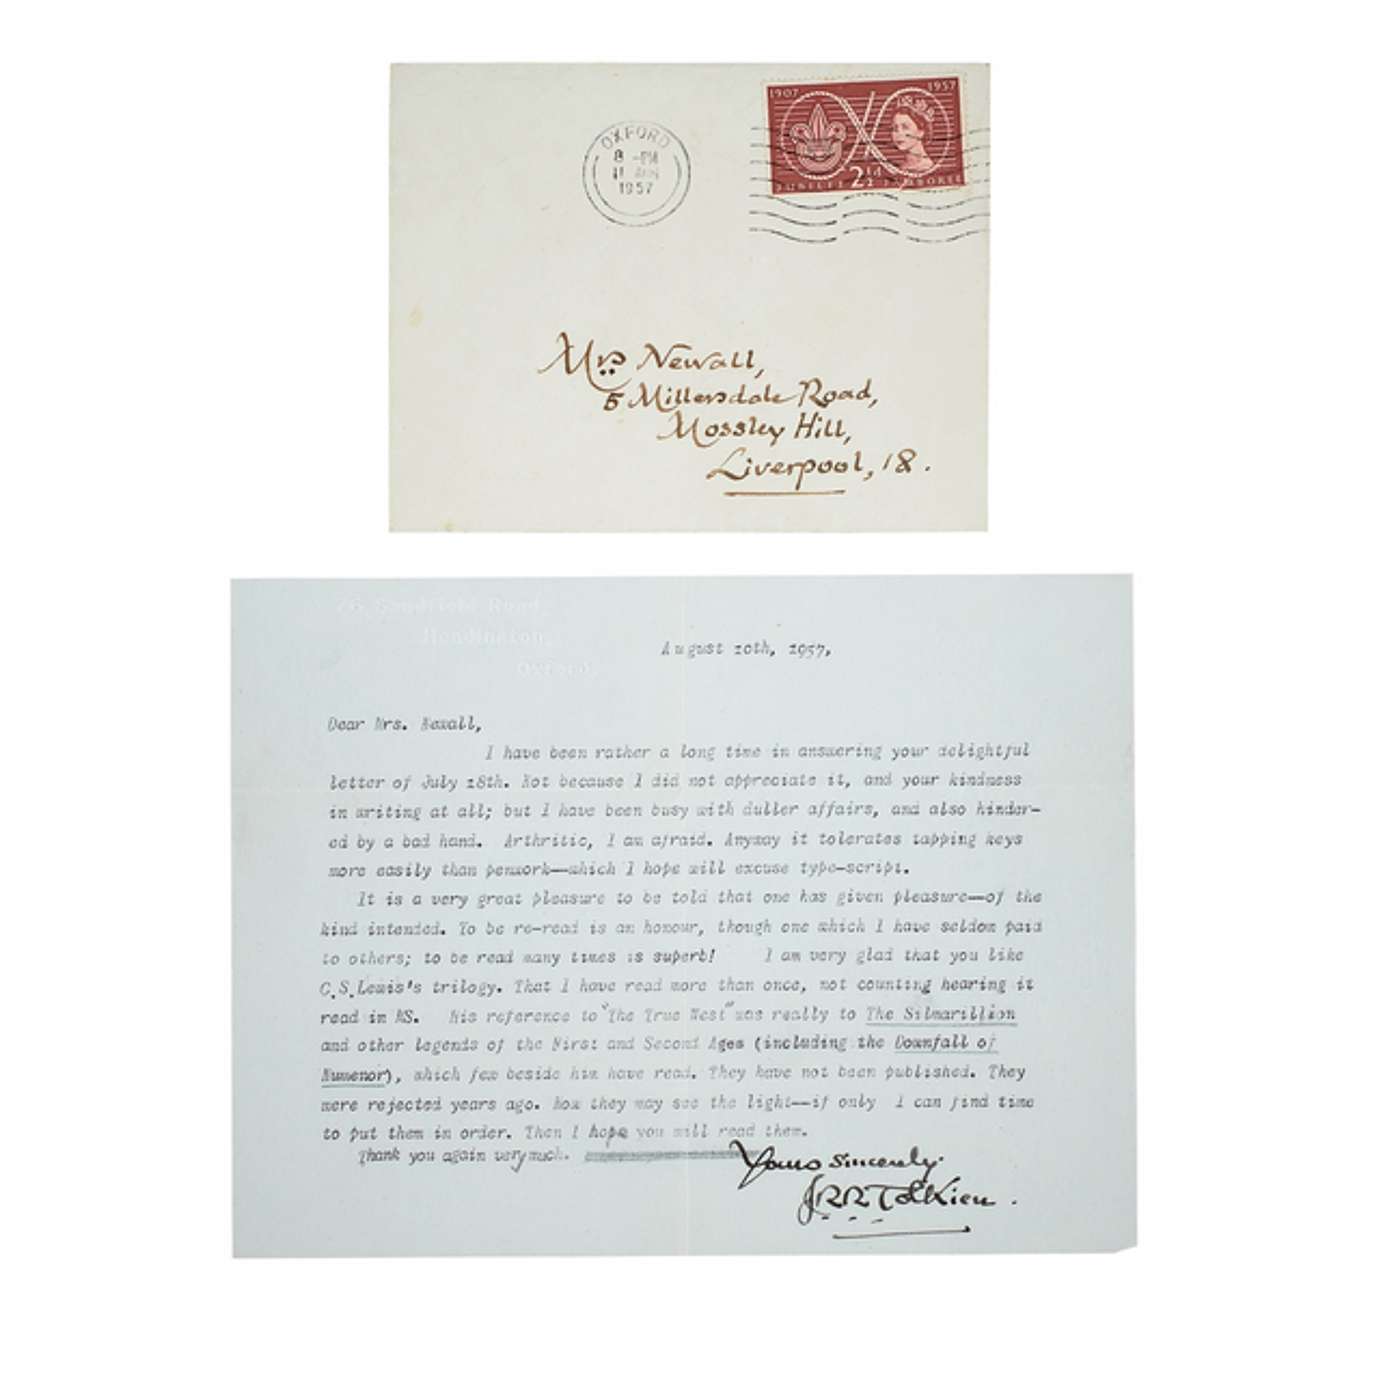 1907 1957
2½d
JUBILEE JAMBOREE
OXFORD
8 - PM
11 AUG
1957
Mrs Newall,
5 Millersdale Road,
Mossley Hill,
Liverpool, 18.
76, Sandfield Road,
Headington,
Oxford.
August 10th, 1957,
Dear Mrs. Newall,
I have been rather a long time in answering your delightful
letter of July 18th. Not because I did not appreciate it, and your kindness
in writing at all; but I have been busy with duller affairs, and also hinder-
ed by a bad hand. Arthritic, I am afraid. Anyway it tolerates tapping keys
more easily than penwork—which I hope will excuse type-script.
It is a very great pleasure to be told that one has given pleasure—of the
kind intended. To be re-read is an honour, though one which I have seldom paid
to others; to be read many times is superb! I am very glad that you like
C.S.Lewis's trilogy. That I have read more than once, not counting hearing it
read in MS. His reference to "The True West" was really to The Silmarillion
and other legends of the First and Second Ages (including the Downfall of
Numenor), which few beside him have read. They have not been published. They
were rejected years ago. Now they may see the light—if only I can find time
to put them in order. Then I hope you will read them.
Thank you again very much.
Yours sincerely
J.R.R. Tolkien.